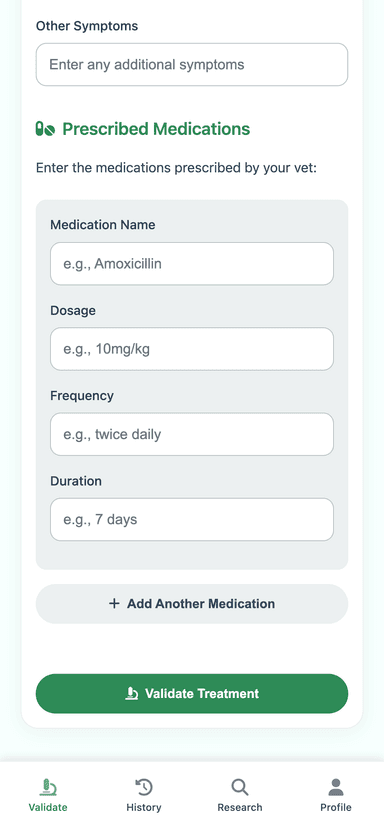 Other Symptoms
Enter any additional symptoms
Prescribed Medications
Enter the medications prescribed by your vet:
Medication Name
e.g., Amoxicillin
Dosage
e.g., 10mg/kg
Frequency
e.g., twice daily
Duration
e.g., 7 days
+ Add Another Medication
Validate Treatment
Validate
History
Research
Profile